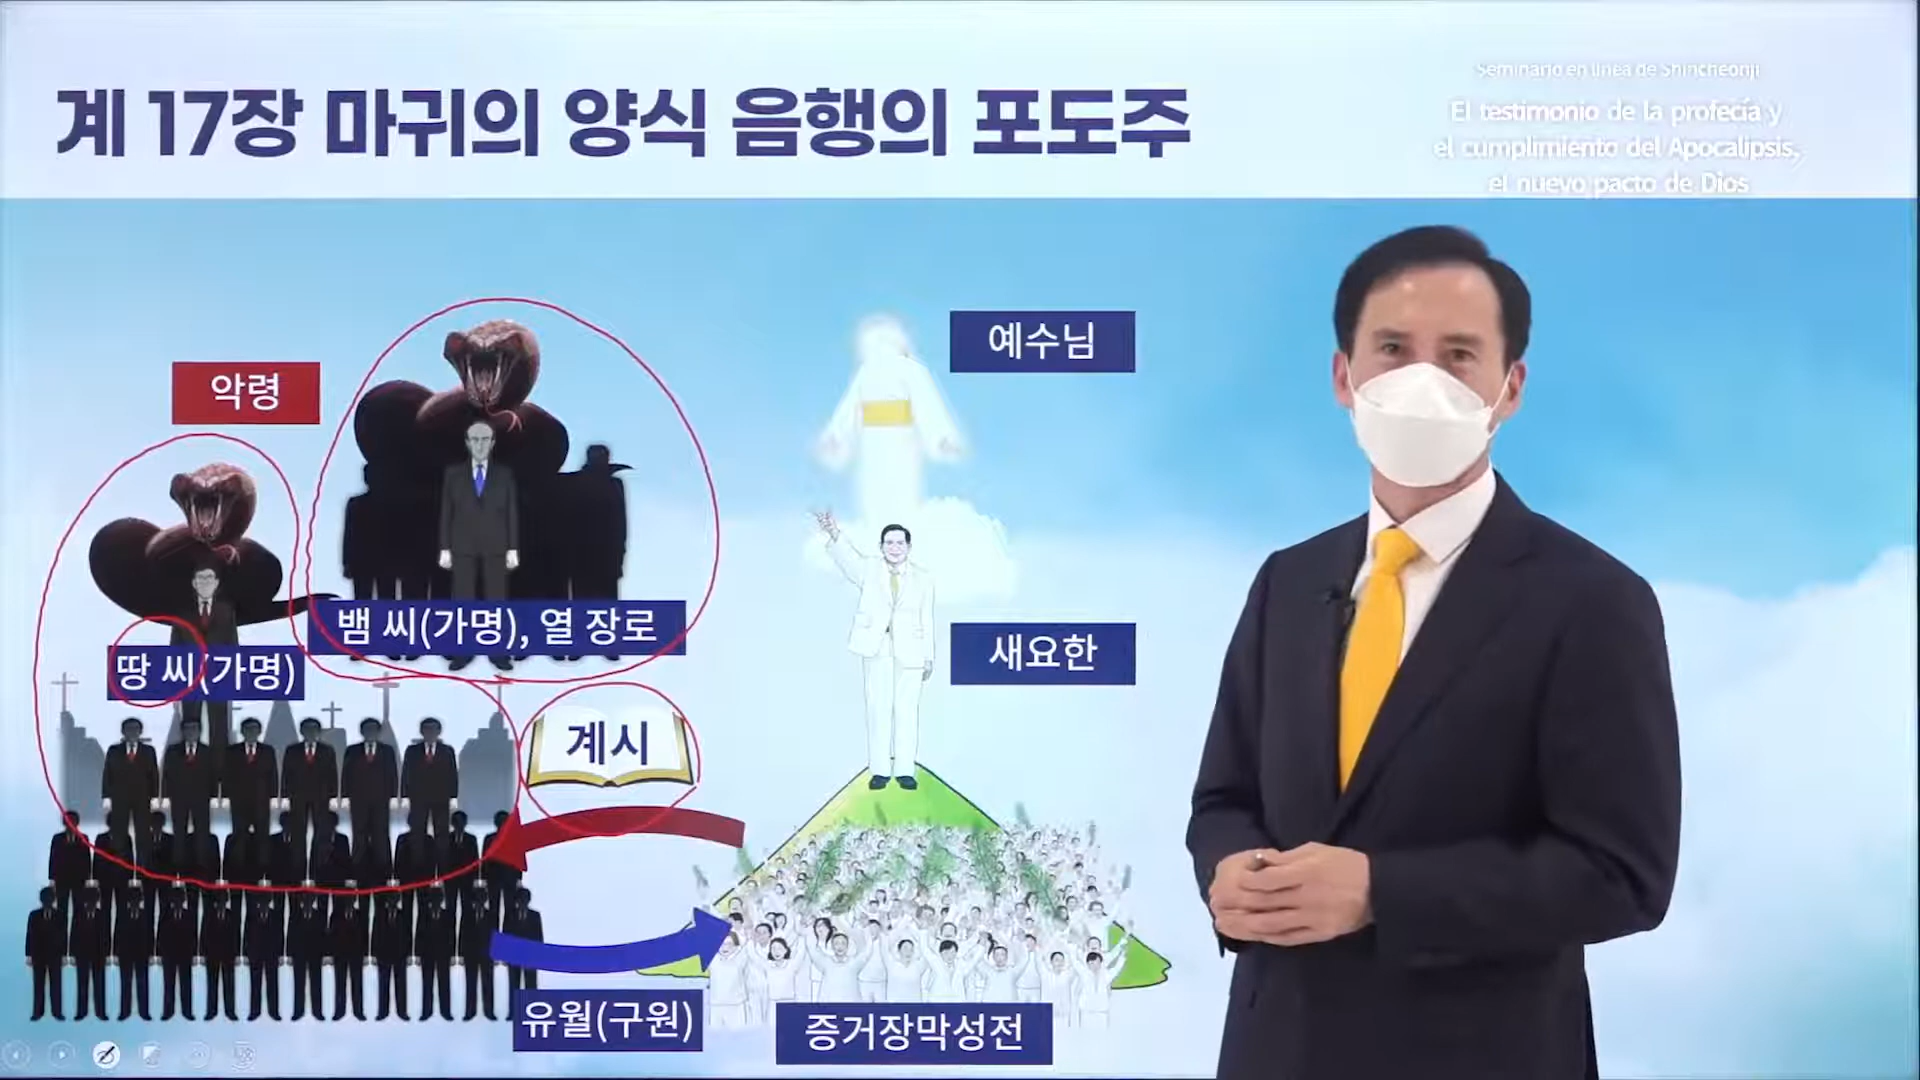 계 17장 마귀의 양식 음행의 포도주
Seminario en línea de Shincheonji
El testimonio de la profecía y
el cumplimiento del Apocalipsis,
el nuevo pacto de Dios
예수님
악령
뱀 씨(가명), 열 장로
새요한
땅 씨(가명)
계시
유월(구원)
증거장막성전